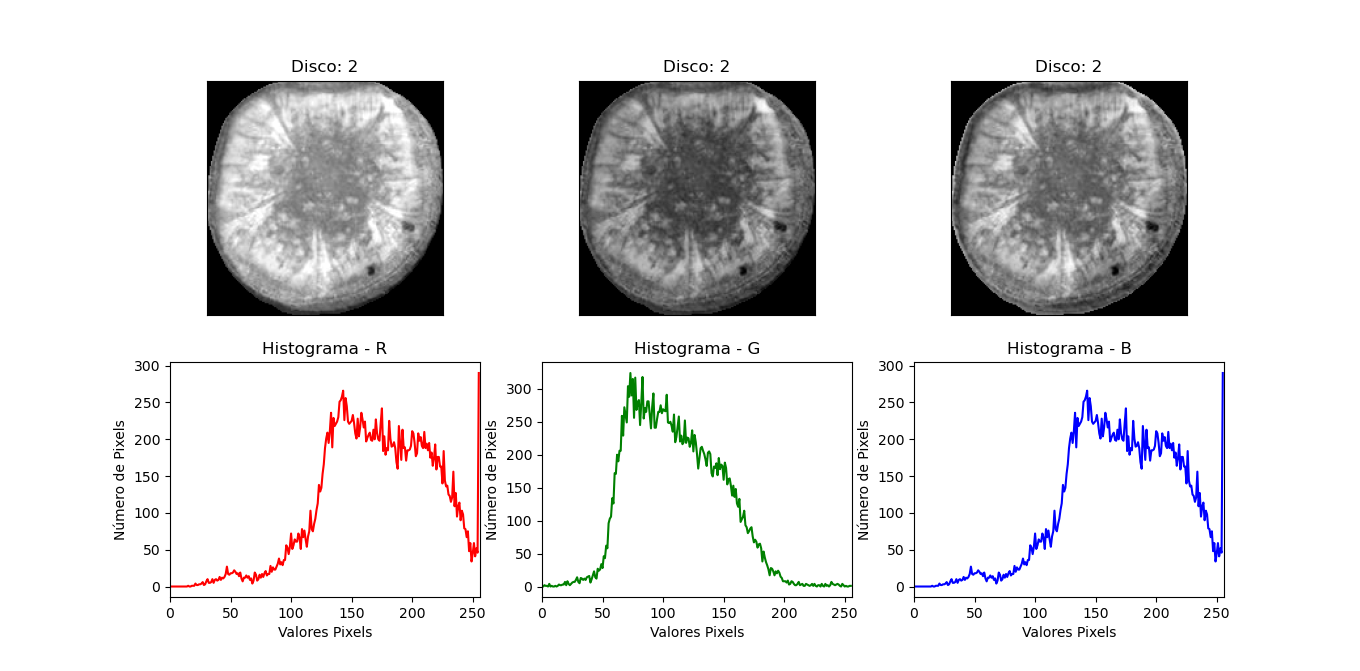 Disco: 2
Disco: 2
Disco: 2
Histograma - R
Número de Pixels
300
250
200
150
100
50
0
0 50 100 150 200 250
Valores Pixels
Histograma - G
Número de Pixels
300
250
200
150
100
50
0
0 50 100 150 200 250
Valores Pixels
Histograma - B
Número de Pixels
300
250
200
150
100
50
0
0 50 100 150 200 250
Valores Pixels